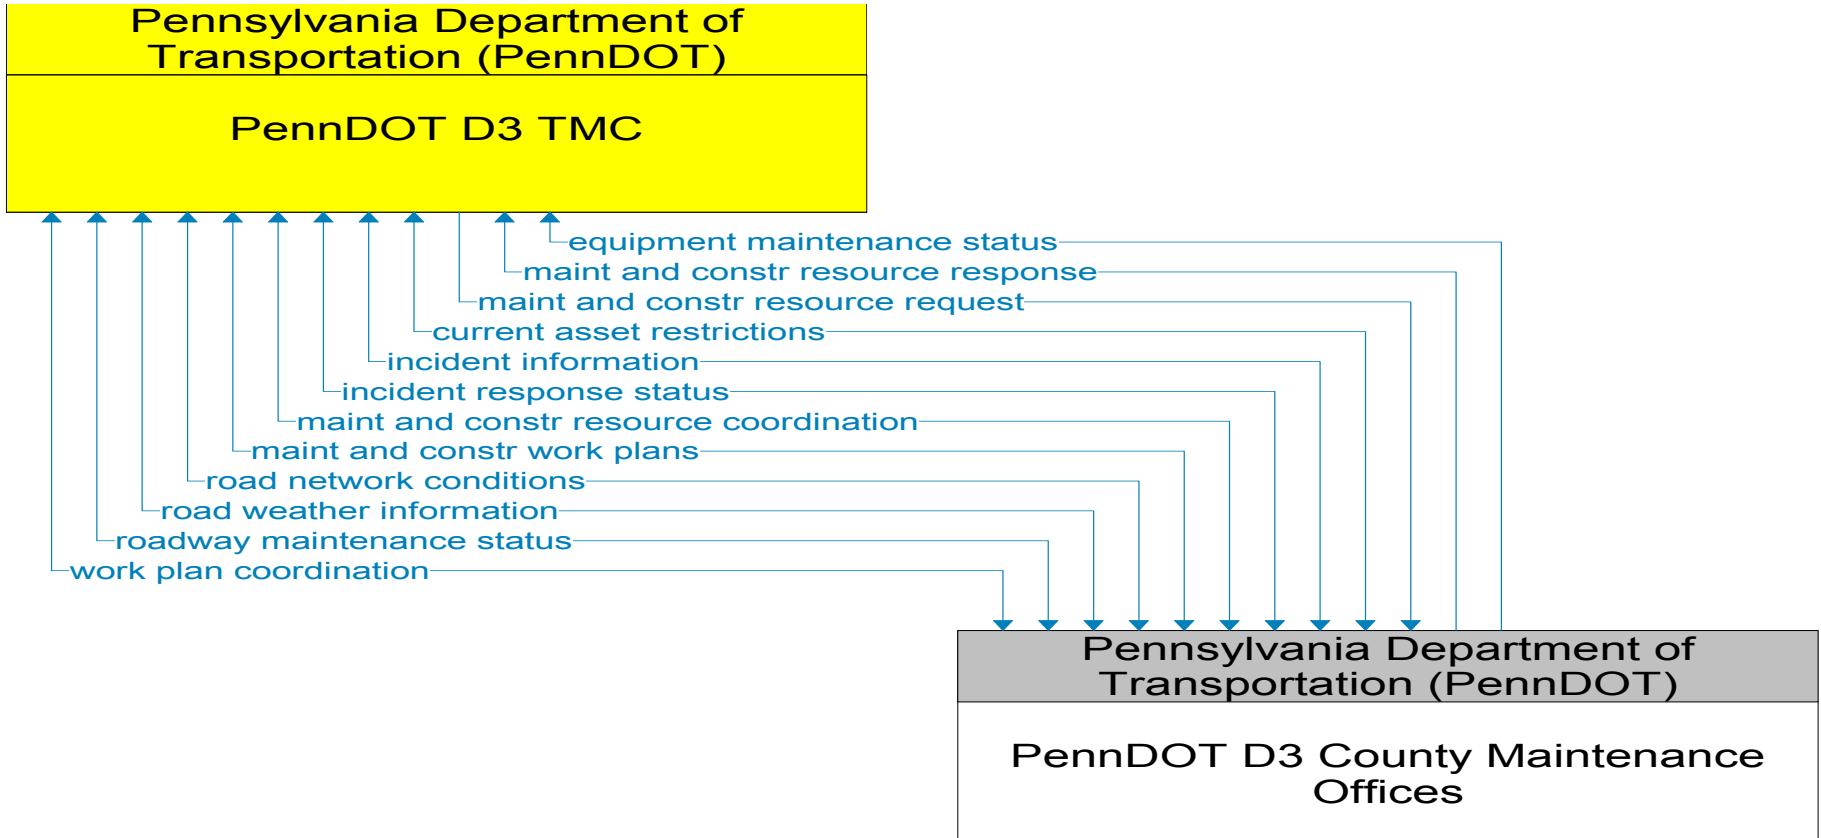 Pennsylvania Department of
Transportation (PennDOT)
PennDOT D3 TMC
equipment maintenance status
maint and constr resource response
maint and constr resource request
current asset restrictions
incident information
incident response status
maint and constr resource coordination
maint and constr work plans
road network conditions
road weather information
roadway maintenance status
work plan coordination
Pennsylvania Department of
Transportation (PennDOT)
PennDOT D3 County Maintenance
Offices